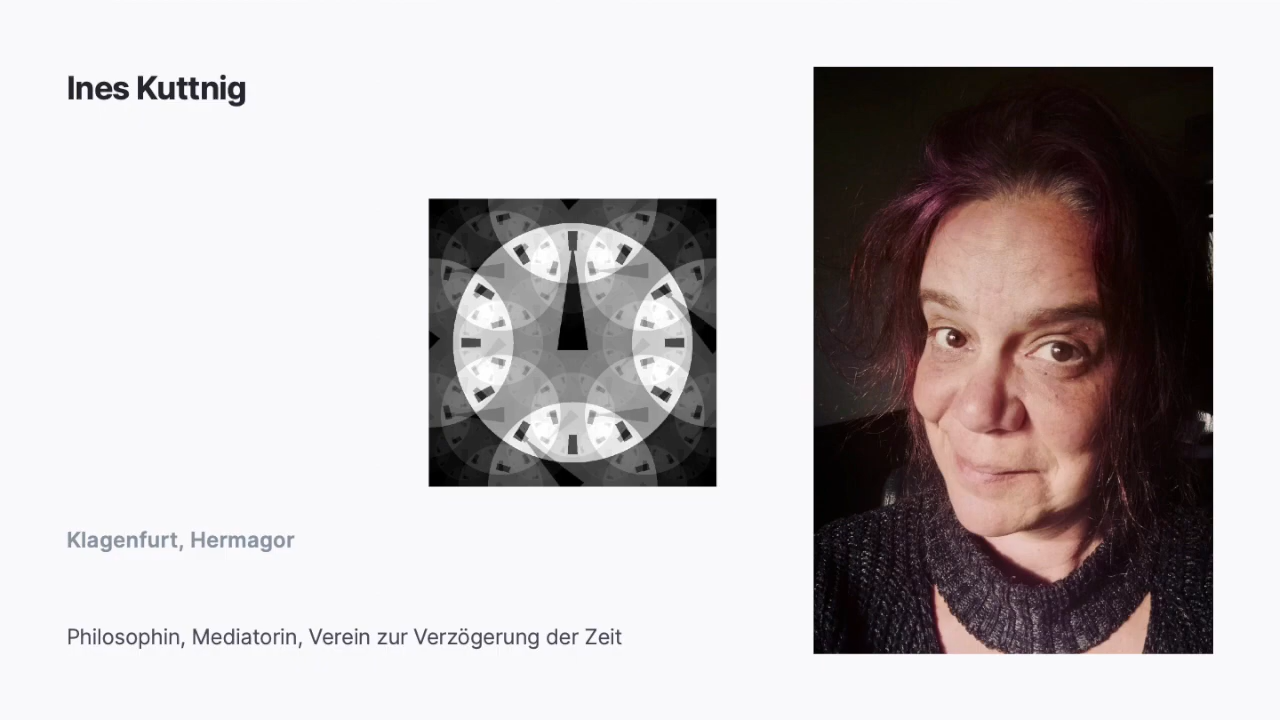 Ines Kuttnig
Klagenfurt, Hermagor
Philosophin, Mediatorin, Verein zur Verzögerung der Zeit